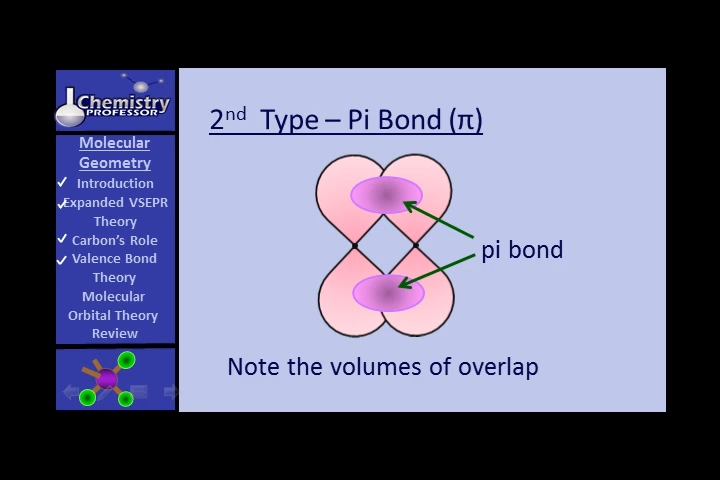 Chemistry
PROFESSOR
Molecular
Geometry
✓ Introduction
✓ Expanded VSEPR
Theory
✓ Carbon's Role
✓ Valence Bond
Theory
Molecular
Orbital Theory
Review
2nd Type – Pi Bond (π)
pi bond
Note the volumes of overlap